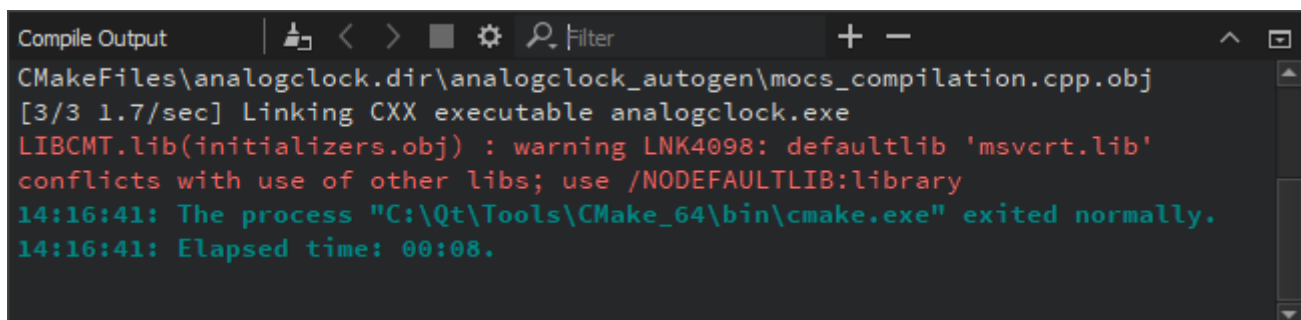 Compile Output
Filter
CMakeFiles\analogclock.dir\analogclock_autogen\mocs_compilation.cpp.obj
[3/3 1.7/sec] Linking CXX executable analogclock.exe
LIBCMT.lib(initializers.obj) : warning LNK4098: defaultlib 'msvcrt.lib'
conflicts with use of other libs; use /NODEFAULTLIB:library
14:16:41: The process "C:\Qt\Tools\CMake_64\bin\cmake.exe" exited normally.
14:16:41: Elapsed time: 00:08.